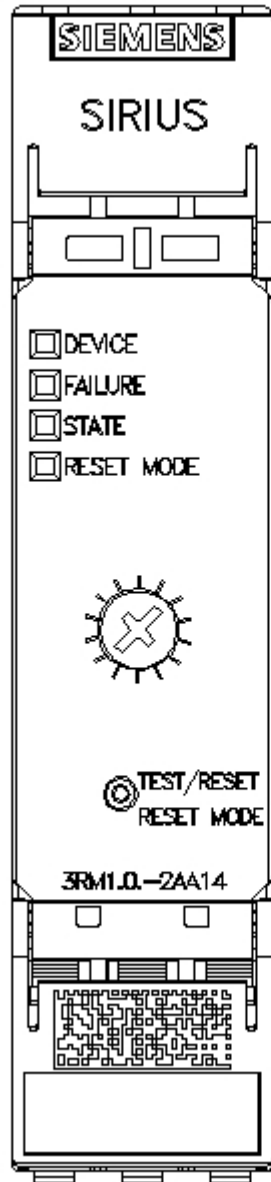 SIEMENS
SIRIUS
DEVICE
FAILURE
STATE
RESET MODE
TEST/RESET
RESET MODE
3RM1.0.-2AA14